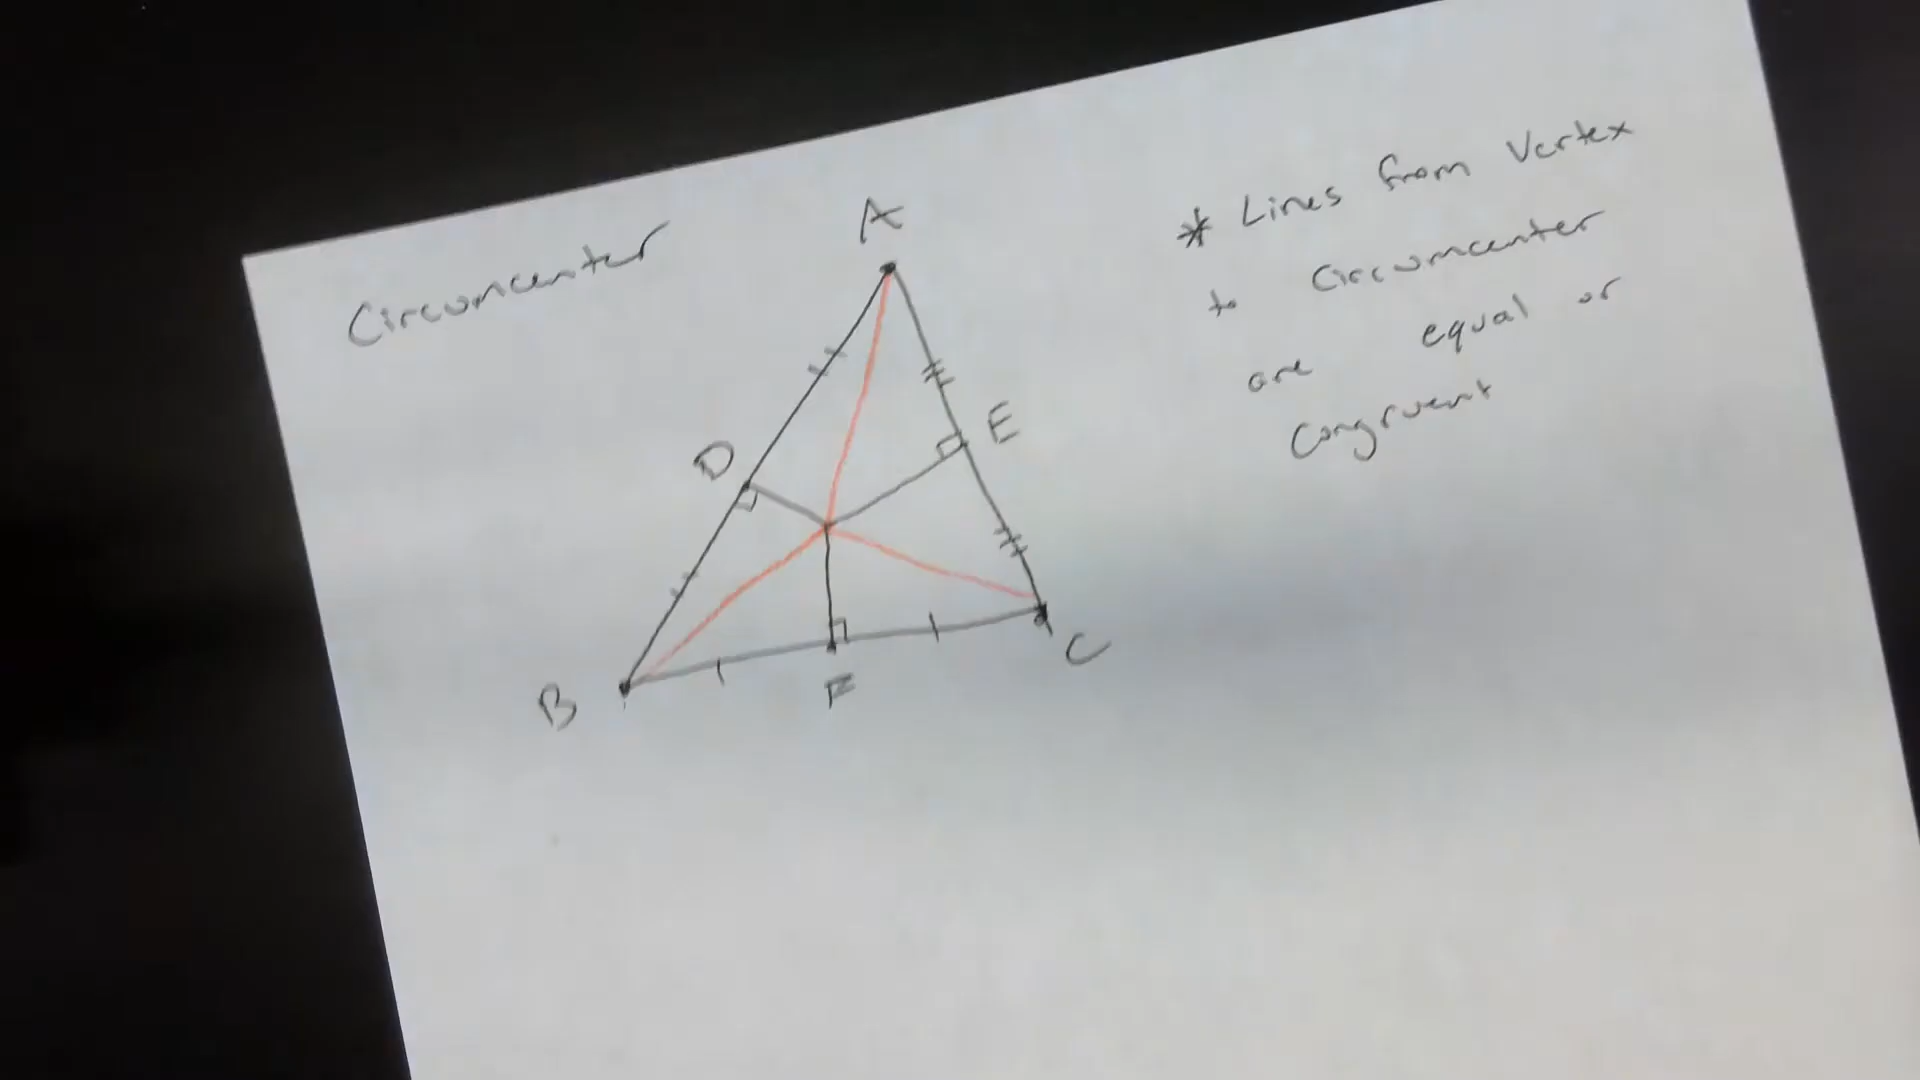 Circumcenter
A
D
E
B
F
C
* Lines from Vertex
to Circumcenter
are equal or
Congruent